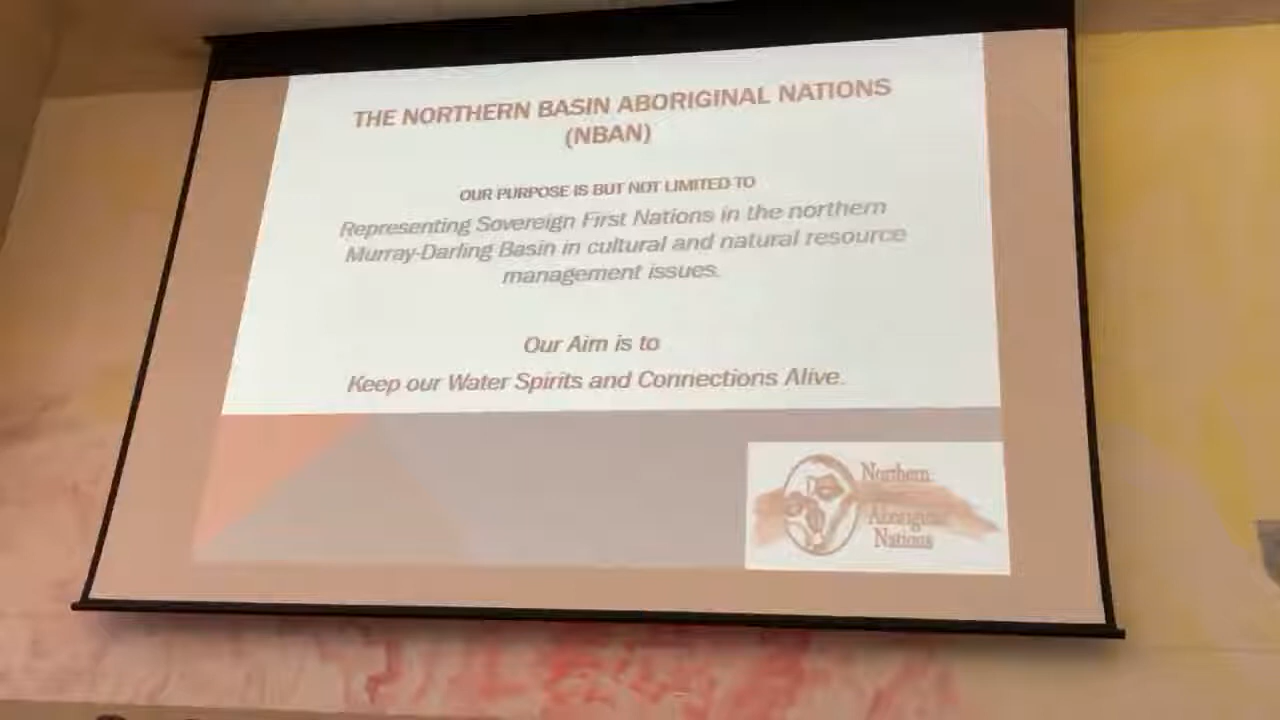 THE NORTHERN BASIN ABORIGINAL NATIONS
(NBAN)
OUR PURPOSE IS BUT NOT LIMITED TO
Representing Sovereign First Nations in the northern
Murray-Darling Basin in cultural and natural resource
management issues.
Our Aim is to
Keep our Water Spirits and Connections Alive.
Northern
Nations